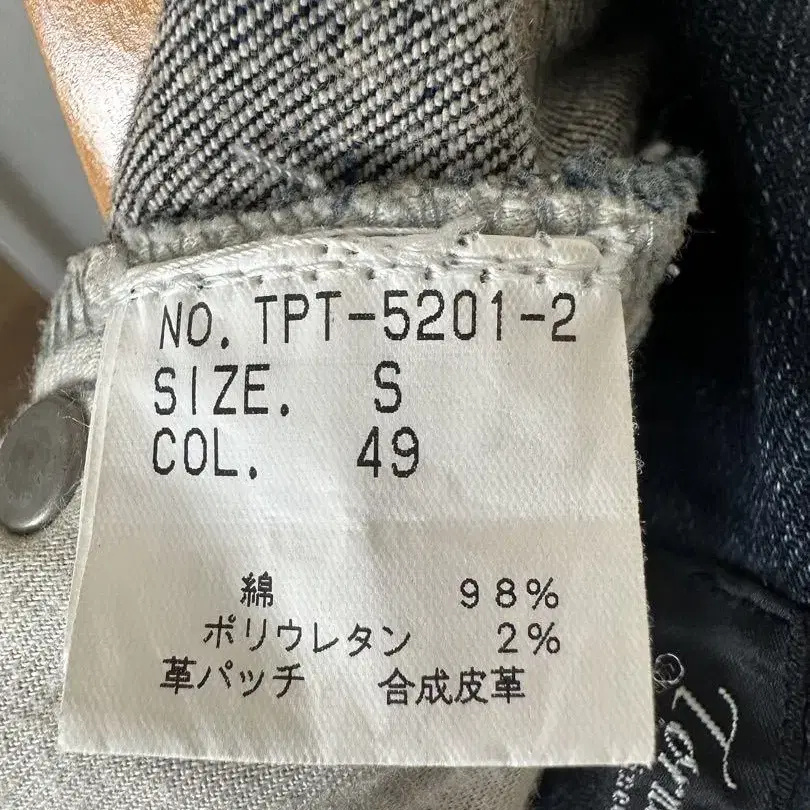 NO. TPT-5201-2
SIZE. S
COL. 49
綿 98%
ポリウレタン 2%
革パッチ 合成皮革